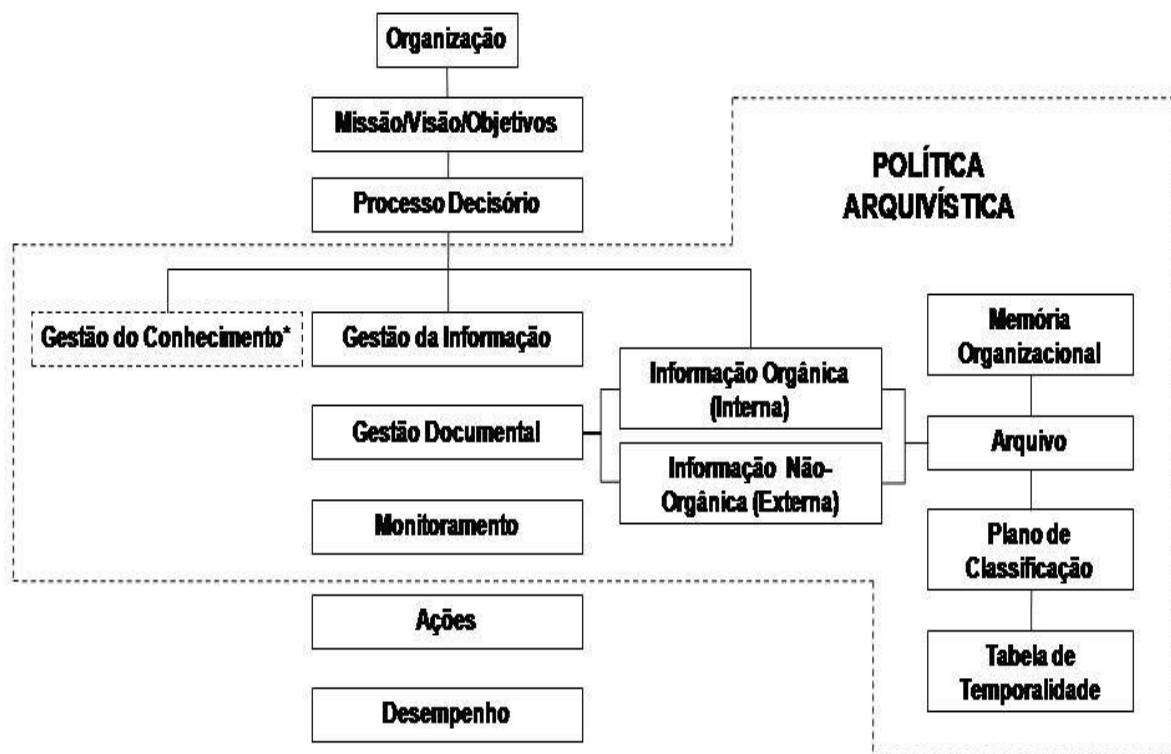 Organização
Missão/Visão/Objetivos
Processo Decisório
POLÍTICA
ARQUIVÍSTICA
Gestão do Conhecimento*
Gestão da Informação
Gestão Documental
Monitoramento
Ações
Desempenho
Informação Orgânica
(Interna)
Informação Não-
Orgânica (Externa)
Memória
Organizacional
Arquivo
Plano de
Classificação
Tabela de
Temporalidade